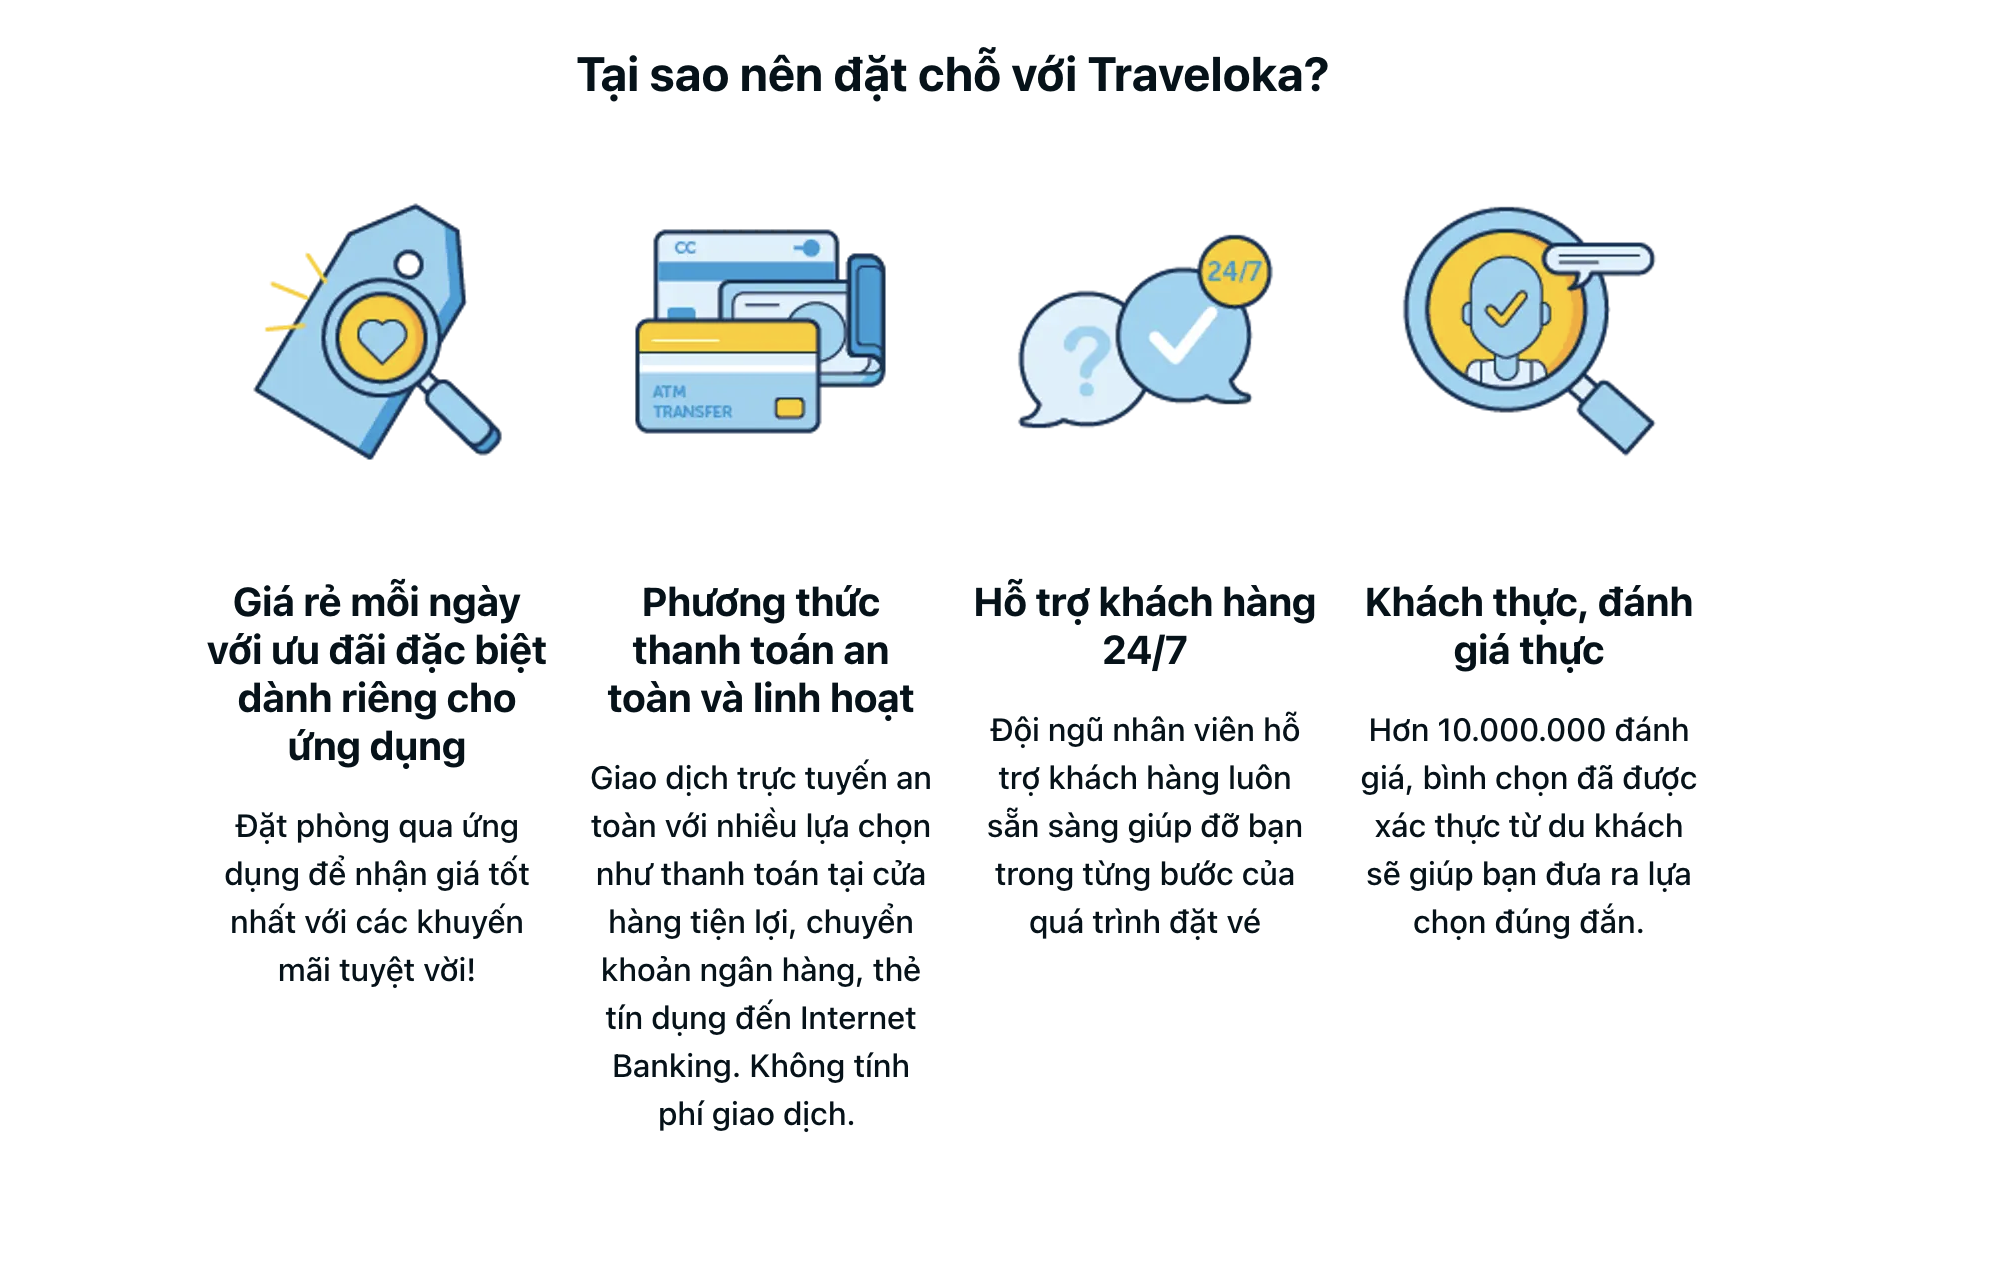 Tại sao nên đặt chỗ với Traveloka?
CC
ATM
TRANSFER
?
24/7
Giá rẻ mỗi ngày
với ưu đãi đặc biệt
dành riêng cho
ứng dụng
Đặt phòng qua ứng
dụng để nhận giá tốt
nhất với các khuyến
mãi tuyệt vời!
Phương thức
thanh toán an
toàn và linh hoạt
Giao dịch trực tuyến an
toàn với nhiều lựa chọn
như thanh toán tại cửa
hàng tiện lợi, chuyển
khoản ngân hàng, thẻ
tín dụng đến Internet
Banking. Không tính
phí giao dịch.
Hỗ trợ khách hàng
24/7
Đội ngũ nhân viên hỗ
trợ khách hàng luôn
sẵn sàng giúp đỡ bạn
trong từng bước của
quá trình đặt vé
Khách thực, đánh
giá thực
Hơn 10.000.000 đánh
giá, bình chọn đã được
xác thực từ du khách
sẽ giúp bạn đưa ra lựa
chọn đúng đắn.